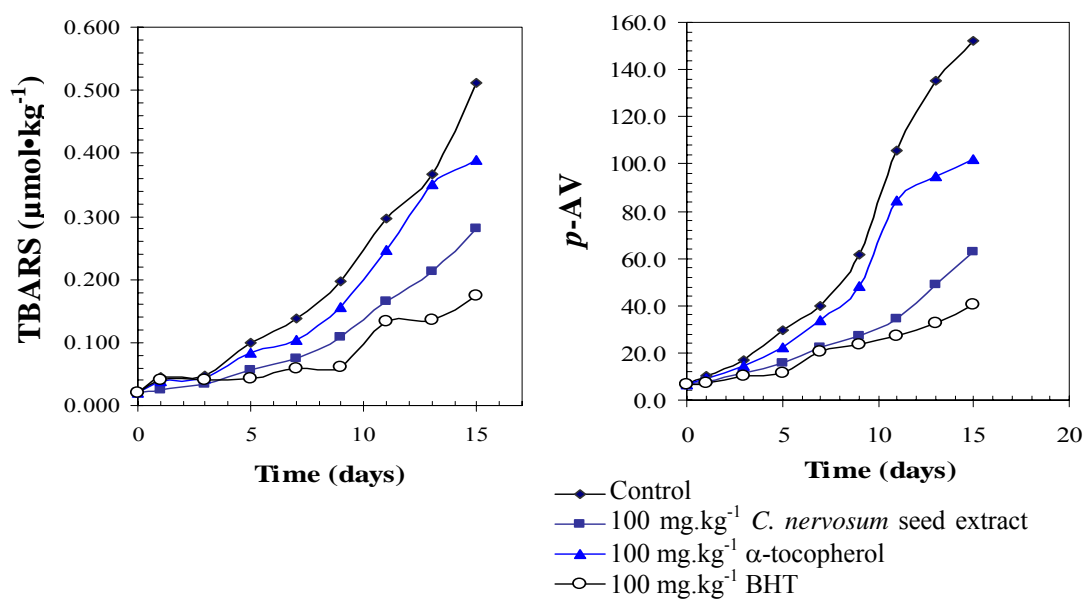 0.600
0.500
0.400
0.300
0.200
0.100
0.000
TBARS (µmol•kg⁻¹)
0 5 10 15
Time (days)
160.0
140.0
120.0
100.0
80.0
60.0
40.0
20.0
0.0
p-AV
0 5 10 15 20
Time (days)
Control
100 mg.kg⁻¹ C. nervosum seed extract
100 mg.kg⁻¹ α-tocopherol
100 mg.kg⁻¹ BHT